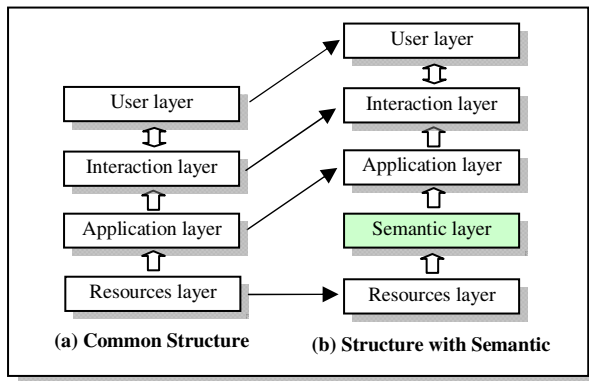 User layer
Interaction layer
Application layer
Resources layer
(a) Common Structure
User layer
Interaction layer
Application layer
Semantic layer
Resources layer
(b) Structure with Semantic